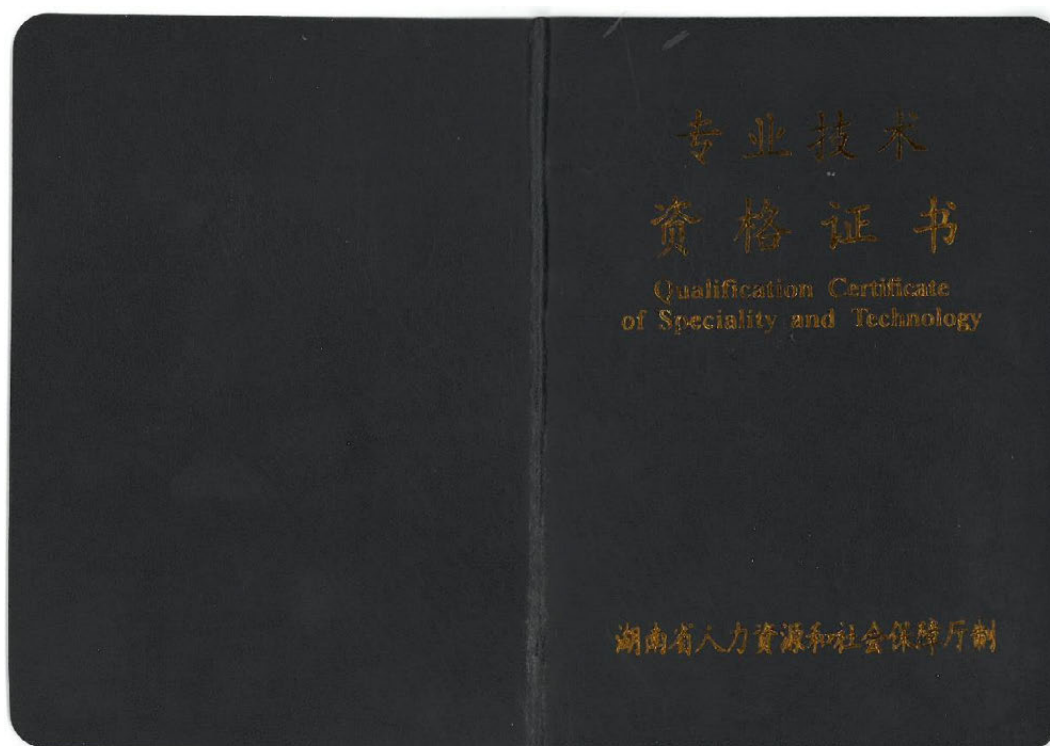 专业技术
资格证书
Qualification Certificate
of Speciality and Technology
湖南省人力資源和社会保障厅制